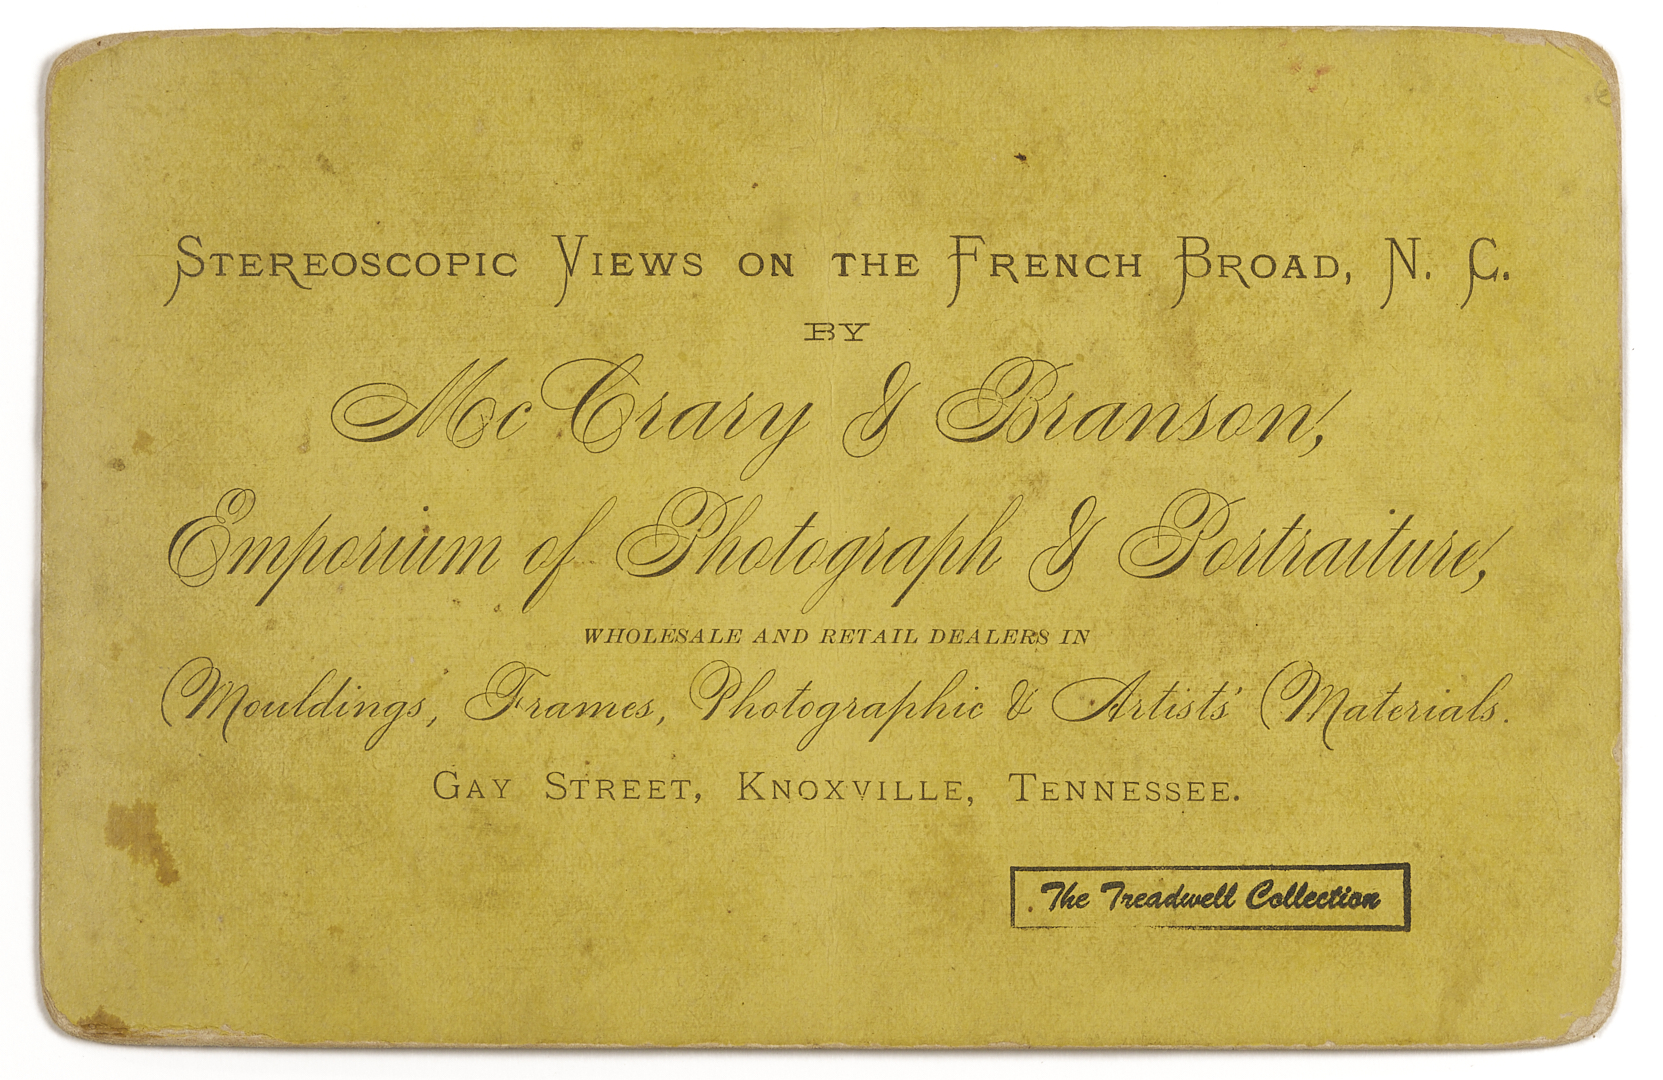 Stereoscopic Views on the French Broad, N. C.
BY
McCrary & Branson,
Emporium of Photograph & Portraiture,
WHOLESALE AND RETAIL DEALERS IN
Mouldings, Frames, Photographic & Artists' Materials.
Gay Street, Knoxville, Tennessee.
The Treadwell Collection